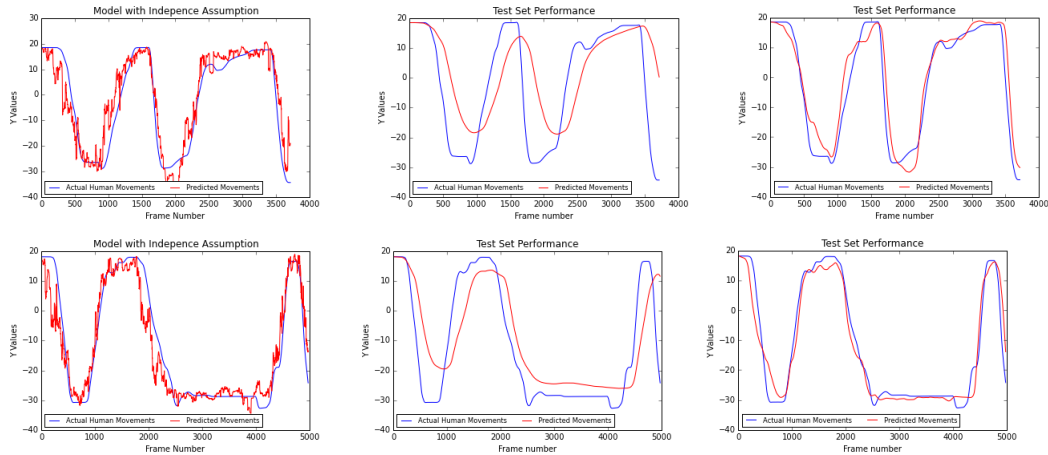 Model with Indepence Assumption
30
20
10
0
−10
−20
−30
−40
Y Values
Actual Human Movements
Predicted Movements
0
500
1000
1500
2000
2500
3000
3500
4000
Frame Number
Test Set Performance
20
10
0
−10
−20
−30
−40
Y Values
Actual Human Movements
Predicted Movements
0
500
1000
1500
2000
2500
3000
3500
4000
Frame number
Test Set Performance
20
10
0
−10
−20
−30
−40
Y Values
Actual Human Movements
Predicted Movements
0
500
1000
1500
2000
2500
3000
3500
4000
Frame number
Model with Indepence Assumption
20
10
0
−10
−20
−30
−40
Y Values
Actual Human Movements
Predicted Movements
0
1000
2000
3000
4000
5000
Frame number
Test Set Performance
20
10
0
−10
−20
−30
−40
Y Values
Actual Human Movements
Predicted Movements
0
1000
2000
3000
4000
5000
Frame number
Test Set Performance
20
10
0
−10
−20
−30
−40
Y Values
Actual Human Movements
Predicted Movements
0
1000
2000
3000
4000
5000
Frame number